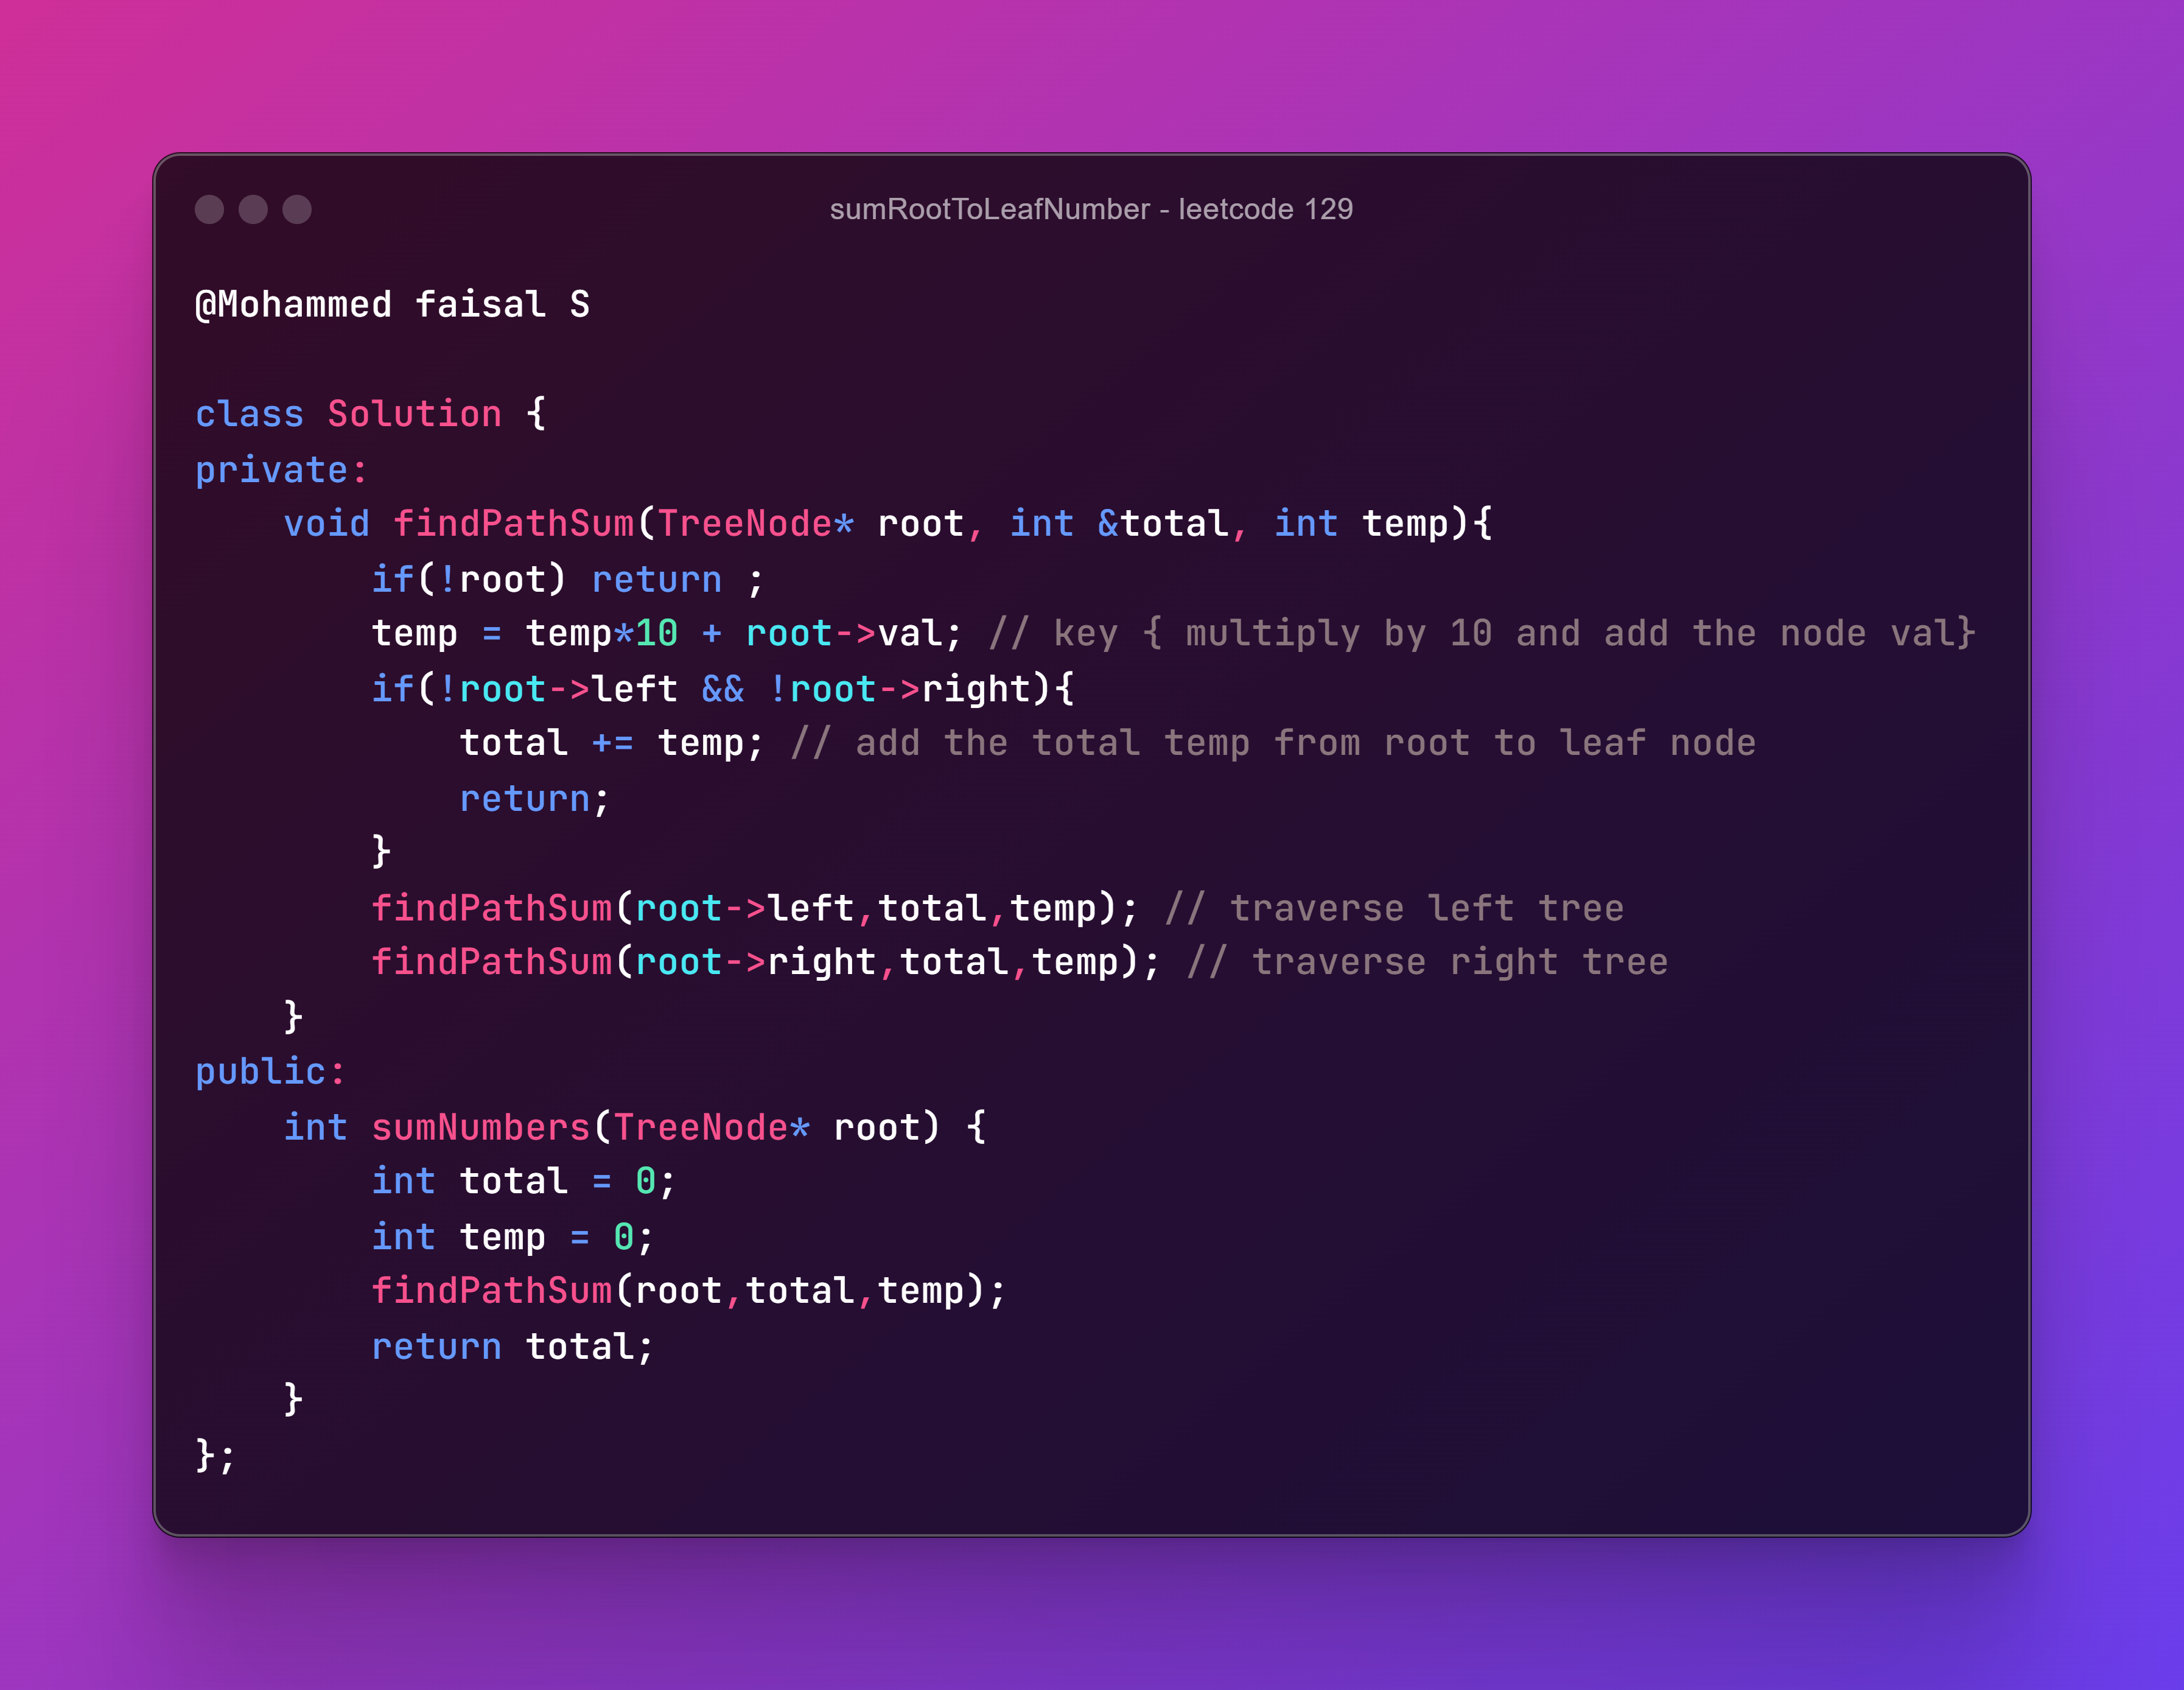 sumRootToLeafNumber - leetcode 129
@Mohammed faisal S
class Solution {
private:
    void findPathSum(TreeNode* root, int &total, int temp){
        if(!root) return ;
        temp = temp*10 + root->val; // key { multiply by 10 and add the node val}
        if(!root->left && !root->right){
            total += temp; // add the total temp from root to leaf node
            return;
        }
        findPathSum(root->left,total,temp); // traverse left tree
        findPathSum(root->right,total,temp); // traverse right tree
    }
public:
    int sumNumbers(TreeNode* root) {
        int total = 0;
        int temp = 0;
        findPathSum(root,total,temp);
        return total;
    }
};